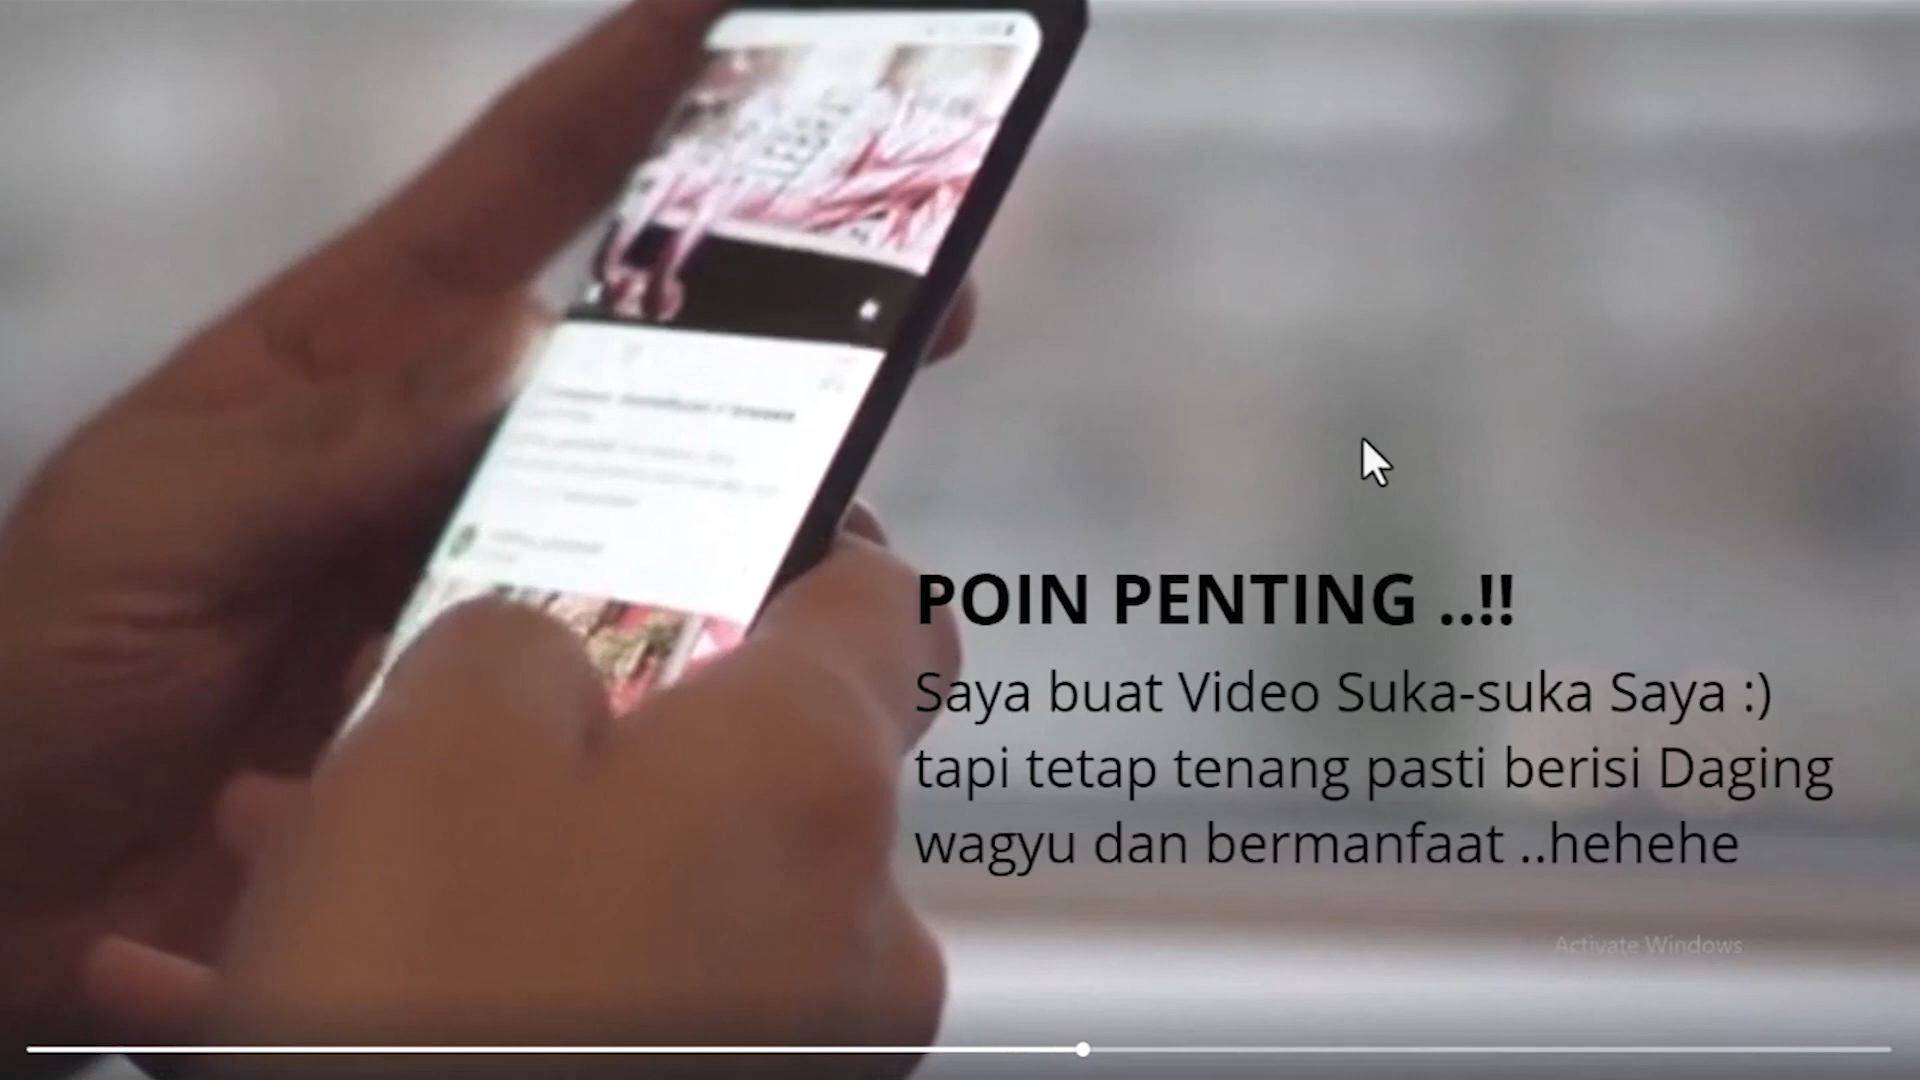 POIN PENTING ..!!
Saya buat Video Suka-suka Saya :)
tapi tetap tenang pasti berisi Daging
wagyu dan bermanfaat ..hehehe
Activate Windows